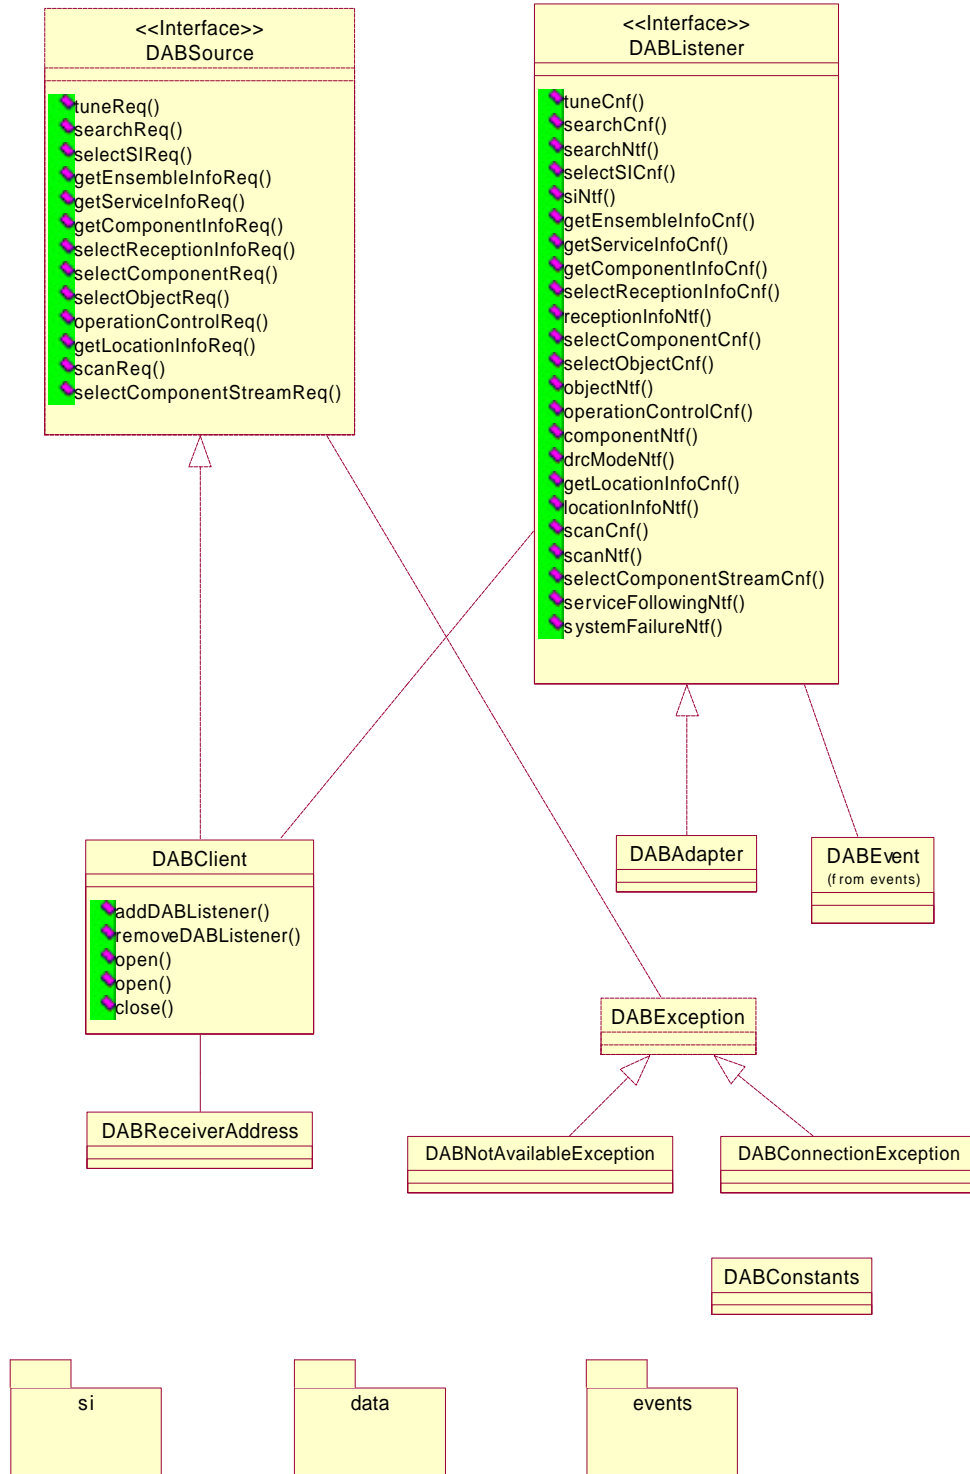 <<Interface>>
DABSource
tuneReq()
searchReq()
selectSIReq()
getEnsembleInfoReq()
getServiceInfoReq()
getComponentInfoReq()
selectReceptionInfoReq()
selectComponentReq()
selectObjectReq()
operationControlReq()
getLocationInfoReq()
scanReq()
selectComponentStreamReq()
<<Interface>>
DABListener
tuneCnf()
searchCnf()
searchNtf()
selectSICnf()
siNtf()
getEnsembleInfoCnf()
getServiceInfoCnf()
getComponentInfoCnf()
selectReceptionInfoCnf()
receptionInfoNtf()
selectComponentCnf()
selectObjectCnf()
objectNtf()
operationControlCnf()
componentNtf()
drcModeNtf()
getLocationInfoCnf()
locationInfoNtf()
scanCnf()
scanNtf()
selectComponentStreamCnf()
serviceFollowingNtf()
systemFailureNtf()
DABClient
addDABListener()
removeDABListener()
open()
open()
close()
DABAdapter
DABEvent
(from events)
DABException
DABReceiverAddress
DABNotAvailableException
DABConnectionException
DABConstants
si
data
events